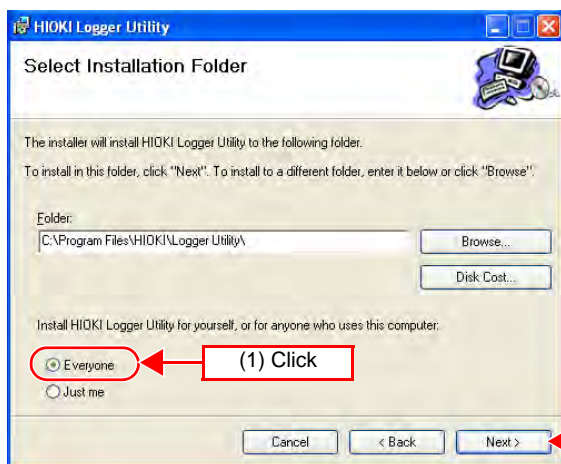 HIOKI Logger Utility
Select Installation Folder
The installer will install HIOKI Logger Utility to the following folder.
To install in this folder, click "Next". To install to a different folder, enter it below or click "Browse".
Folder:
C:\Program Files\HIOKI\Logger Utility\
Browse...
Disk Cost...
Install HIOKI Logger Utility for yourself, or for anyone who uses this computer:
Everyone
(1) Click
Just me
Cancel
< Back
Next >